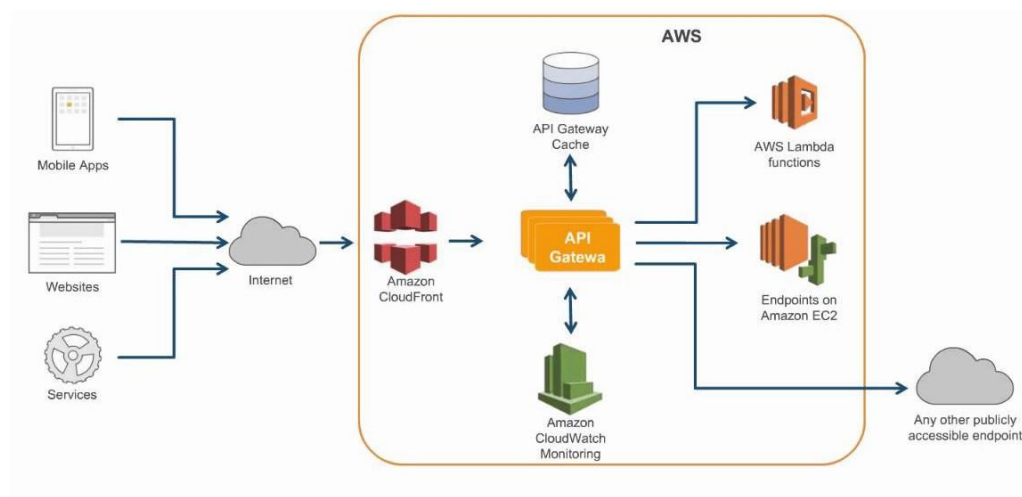 AWS
API Gateway
Cache
AWS Lambda
functions
Mobile Apps
API
Gatewa
Websites
Internet
Amazon
CloudFront
Endpoints on
Amazon EC2
Services
Amazon
CloudWatch
Monitoring
Any other publicly
accessible endpoint